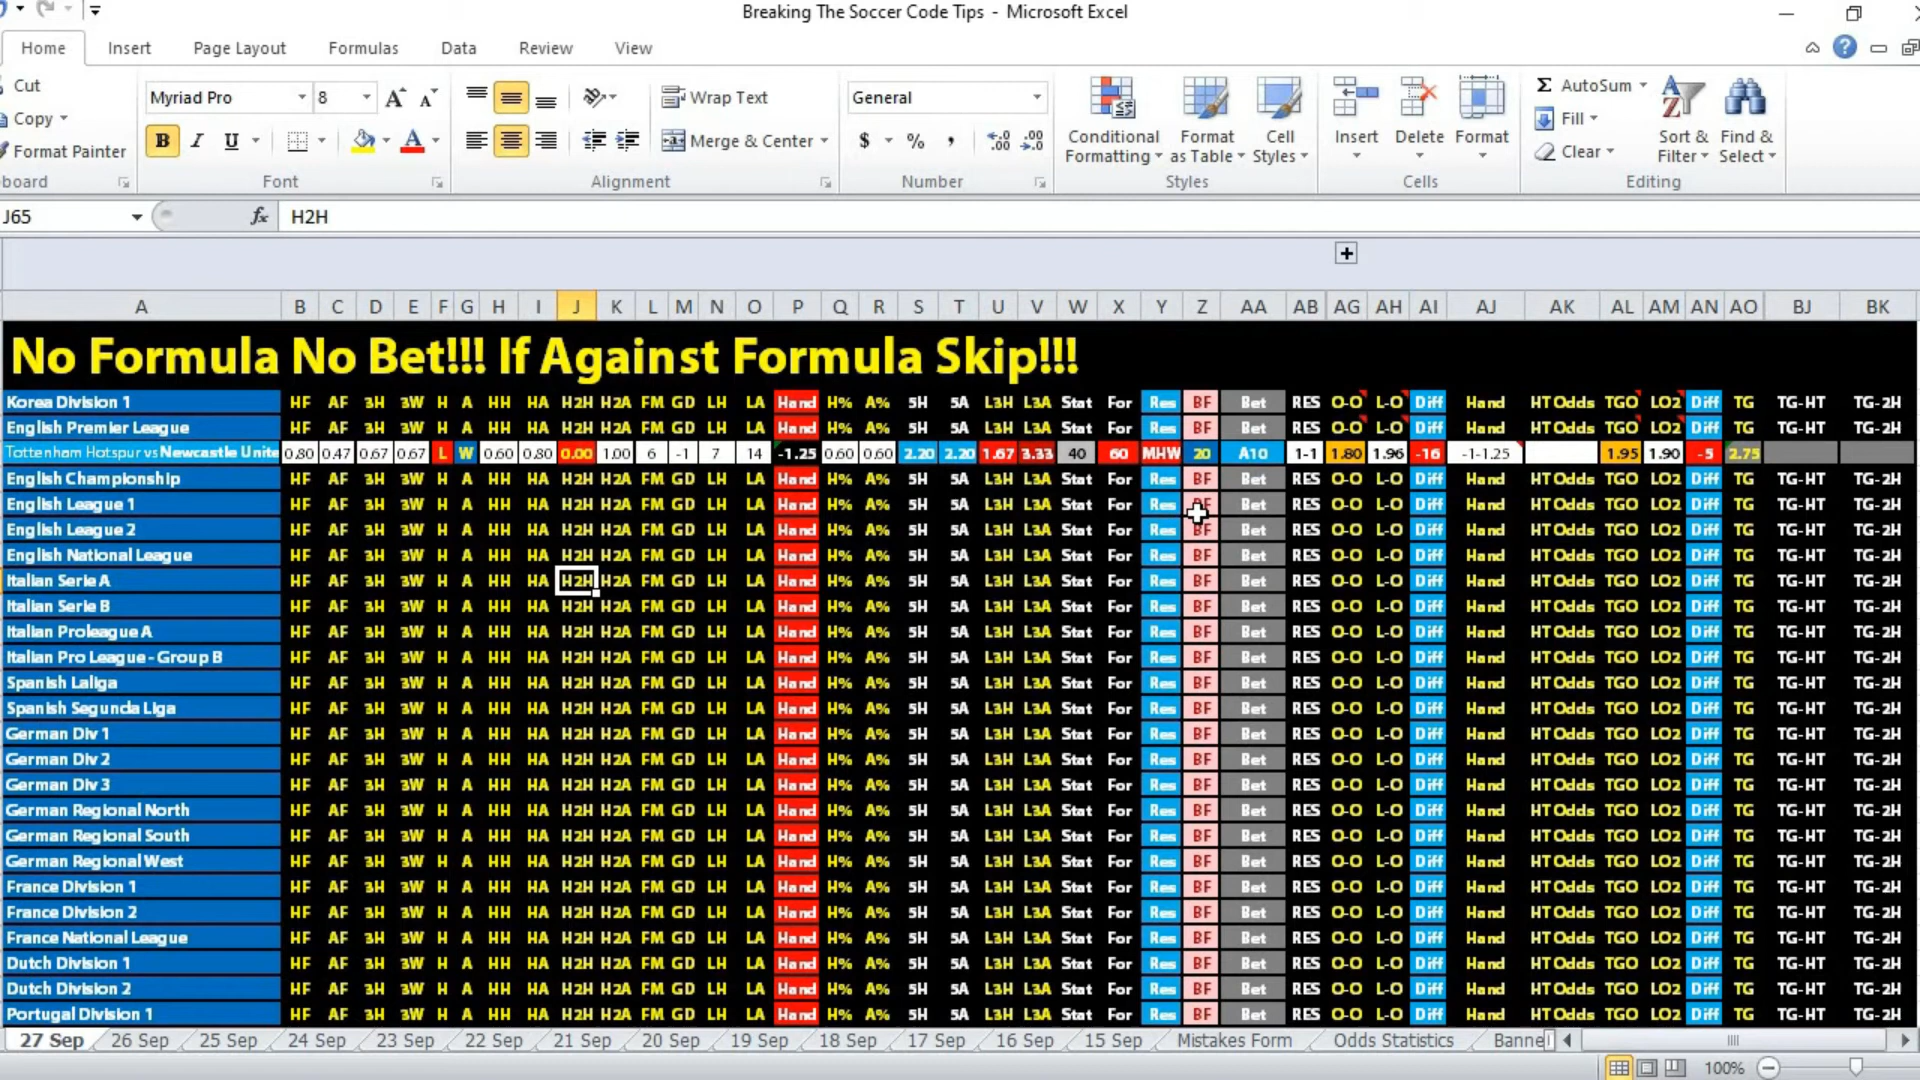 Breaking The Soccer Code Tips - Microsoft Excel
Home Insert Page Layout Formulas Data Review View
Cut
Copy
Format Painter
board
Myriad Pro 8
B I U
Font
Wrap Text
Merge & Center
Alignment
General
$ % ,
Number
Conditional Formatting
Format as Table
Cell Styles
Styles
Insert Delete Format
Cells
Σ AutoSum
Fill
Clear
Sort & Filter
Find & Select
Editing
J65 fx H2H
A B C D E F G H I J K L M N O P Q R S T U V W X Y Z AA AB AG AH AI AJ AK AL AM AN AO BJ BK
No Formula No Bet!!! If Against Formula Skip!!!
Korea Division 1 HF AF 3H 3W H A HH HA H2H H2A FM GD LH LA Hand H% A% 5H 5A L3H L3A Stat For Res BF Bet RES O-O L-O Diff Hand HT Odds TGO LO2 Diff TG TG-HT TG-2H
English Premier League HF AF 3H 3W H A HH HA H2H H2A FM GD LH LA Hand H% A% 5H 5A L3H L3A Stat For Res BF Bet RES O-O L-O Diff Hand HT Odds TGO LO2 Diff TG TG-HT TG-2H
Tottenham Hotspur vs Newcastle Unite 0.80 0.47 0.67 0.67 L W 0.60 0.80 0.00 1.00 6 -1 7 14 -1.25 0.60 0.60 2.20 2.20 1.67 3.33 40 60 MHW 20 A10 1-1 1.80 1.96 -16 -1-1.25 1.95 1.90 -5 2.75
English Championship HF AF 3H 3W H A HH HA H2H H2A FM GD LH LA Hand H% A% 5H 5A L3H L3A Stat For Res BF Bet RES O-O L-O Diff Hand HT Odds TGO LO2 Diff TG TG-HT TG-2H
English League 1 HF AF 3H 3W H A HH HA H2H H2A FM GD LH LA Hand H% A% 5H 5A L3H L3A Stat For Res Bet RES O-O L-O Diff Hand HT Odds TGO LO2 Diff TG TG-HT TG-2H
English League 2 HF AF 3H 3W H A HH HA H2H H2A FM GD LH LA Hand H% A% 5H 5A L3H L3A Stat For Res BF Bet RES O-O L-O Diff Hand HT Odds TGO LO2 Diff TG TG-HT TG-2H
English National League HF AF 3H 3W H A HH HA H2H H2A FM GD LH LA Hand H% A% 5H 5A L3H L3A Stat For Res BF Bet RES O-O L-O Diff Hand HT Odds TGO LO2 Diff TG TG-HT TG-2H
Italian Serie A HF AF 3H 3W H A HH HA H2H H2A FM GD LH LA Hand H% A% 5H 5A L3H L3A Stat For Res BF Bet RES O-O L-O Diff Hand HT Odds TGO LO2 Diff TG TG-HT TG-2H
Italian Serie B HF AF 3H 3W H A HH HA H2H H2A FM GD LH LA Hand H% A% 5H 5A L3H L3A Stat For Res BF Bet RES O-O L-O Diff Hand HT Odds TGO LO2 Diff TG TG-HT TG-2H
Italian Proleague A HF AF 3H 3W H A HH HA H2H H2A FM GD LH LA Hand H% A% 5H 5A L3H L3A Stat For Res BF Bet RES O-O L-O Diff Hand HT Odds TGO LO2 Diff TG TG-HT TG-2H
Italian Pro League - Group B HF AF 3H 3W H A HH HA H2H H2A FM GD LH LA Hand H% A% 5H 5A L3H L3A Stat For Res BF Bet RES O-O L-O Diff Hand HT Odds TGO LO2 Diff TG TG-HT TG-2H
Spanish Laliga HF AF 3H 3W H A HH HA H2H H2A FM GD LH LA Hand H% A% 5H 5A L3H L3A Stat For Res BF Bet RES O-O L-O Diff Hand HT Odds TGO LO2 Diff TG TG-HT TG-2H
Spanish Segunda Liga HF AF 3H 3W H A HH HA H2H H2A FM GD LH LA Hand H% A% 5H 5A L3H L3A Stat For Res BF Bet RES O-O L-O Diff Hand HT Odds TGO LO2 Diff TG TG-HT TG-2H
German Div 1 HF AF 3H 3W H A HH HA H2H H2A FM GD LH LA Hand H% A% 5H 5A L3H L3A Stat For Res BF Bet RES O-O L-O Diff Hand HT Odds TGO LO2 Diff TG TG-HT TG-2H
German Div 2 HF AF 3H 3W H A HH HA H2H H2A FM GD LH LA Hand H% A% 5H 5A L3H L3A Stat For Res BF Bet RES O-O L-O Diff Hand HT Odds TGO LO2 Diff TG TG-HT TG-2H
German Div 3 HF AF 3H 3W H A HH HA H2H H2A FM GD LH LA Hand H% A% 5H 5A L3H L3A Stat For Res BF Bet RES O-O L-O Diff Hand HT Odds TGO LO2 Diff TG TG-HT TG-2H
German Regional North HF AF 3H 3W H A HH HA H2H H2A FM GD LH LA Hand H% A% 5H 5A L3H L3A Stat For Res BF Bet RES O-O L-O Diff Hand HT Odds TGO LO2 Diff TG TG-HT TG-2H
German Regional South HF AF 3H 3W H A HH HA H2H H2A FM GD LH LA Hand H% A% 5H 5A L3H L3A Stat For Res BF Bet RES O-O L-O Diff Hand HT Odds TGO LO2 Diff TG TG-HT TG-2H
German Regional West HF AF 3H 3W H A HH HA H2H H2A FM GD LH LA Hand H% A% 5H 5A L3H L3A Stat For Res BF Bet RES O-O L-O Diff Hand HT Odds TGO LO2 Diff TG TG-HT TG-2H
France Division 1 HF AF 3H 3W H A HH HA H2H H2A FM GD LH LA Hand H% A% 5H 5A L3H L3A Stat For Res BF Bet RES O-O L-O Diff Hand HT Odds TGO LO2 Diff TG TG-HT TG-2H
France Division 2 HF AF 3H 3W H A HH HA H2H H2A FM GD LH LA Hand H% A% 5H 5A L3H L3A Stat For Res BF Bet RES O-O L-O Diff Hand HT Odds TGO LO2 Diff TG TG-HT TG-2H
France National League HF AF 3H 3W H A HH HA H2H H2A FM GD LH LA Hand H% A% 5H 5A L3H L3A Stat For Res BF Bet RES O-O L-O Diff Hand HT Odds TGO LO2 Diff TG TG-HT TG-2H
Dutch Division 1 HF AF 3H 3W H A HH HA H2H H2A FM GD LH LA Hand H% A% 5H 5A L3H L3A Stat For Res BF Bet RES O-O L-O Diff Hand HT Odds TGO LO2 Diff TG TG-HT TG-2H
Dutch Division 2 HF AF 3H 3W H A HH HA H2H H2A FM GD LH LA Hand H% A% 5H 5A L3H L3A Stat For Res BF Bet RES O-O L-O Diff Hand HT Odds TGO LO2 Diff TG TG-HT TG-2H
Portugal Division 1 HF AF 3H 3W H A HH HA H2H H2A FM GD LH LA Hand H% A% 5H 5A L3H L3A Stat For Res BF Bet RES O-O L-O Diff Hand HT Odds TGO LO2 Diff TG TG-HT TG-2H
27 Sep 26 Sep 25 Sep 24 Sep 23 Sep 22 Sep 21 Sep 20 Sep 19 Sep 18 Sep 17 Sep 16 Sep 15 Sep Mistakes Form Odds Statistics Banne
100%